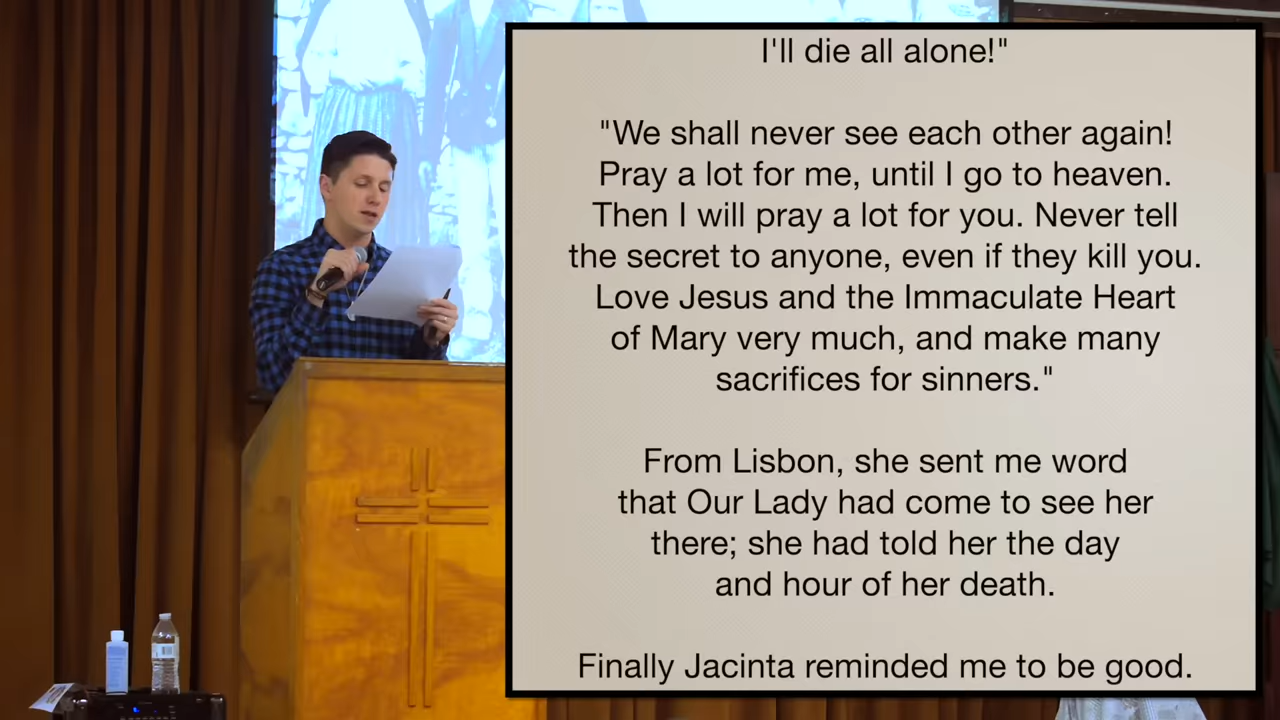 I'll die all alone!"
"We shall never see each other again!
Pray a lot for me, until I go to heaven.
Then I will pray a lot for you. Never tell
the secret to anyone, even if they kill you.
Love Jesus and the Immaculate Heart
of Mary very much, and make many
sacrifices for sinners."
From Lisbon, she sent me word
that Our Lady had come to see her
there; she had told her the day
and hour of her death.
Finally Jacinta reminded me to be good.